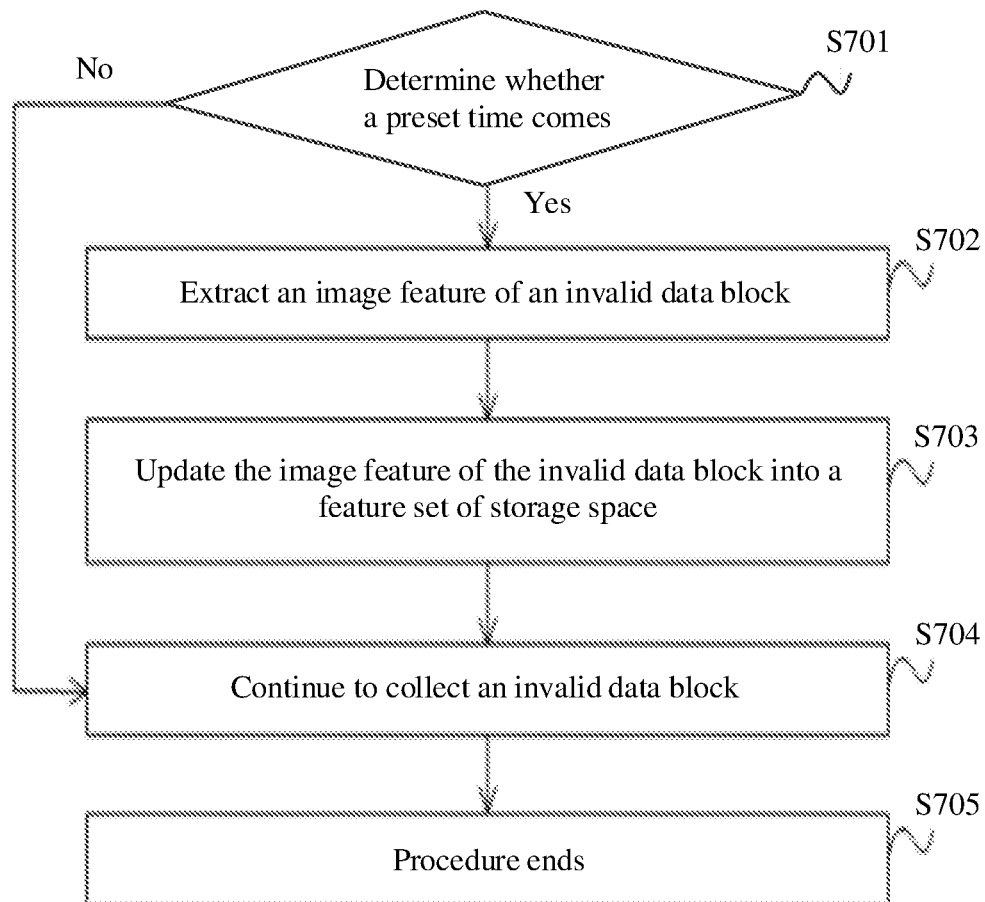 S701
No
Determine whether
a preset time comes
Yes
S702
Extract an image feature of an invalid data block
S703
Update the image feature of the invalid data block into a
feature set of storage space
S704
Continue to collect an invalid data block
S705
Procedure ends